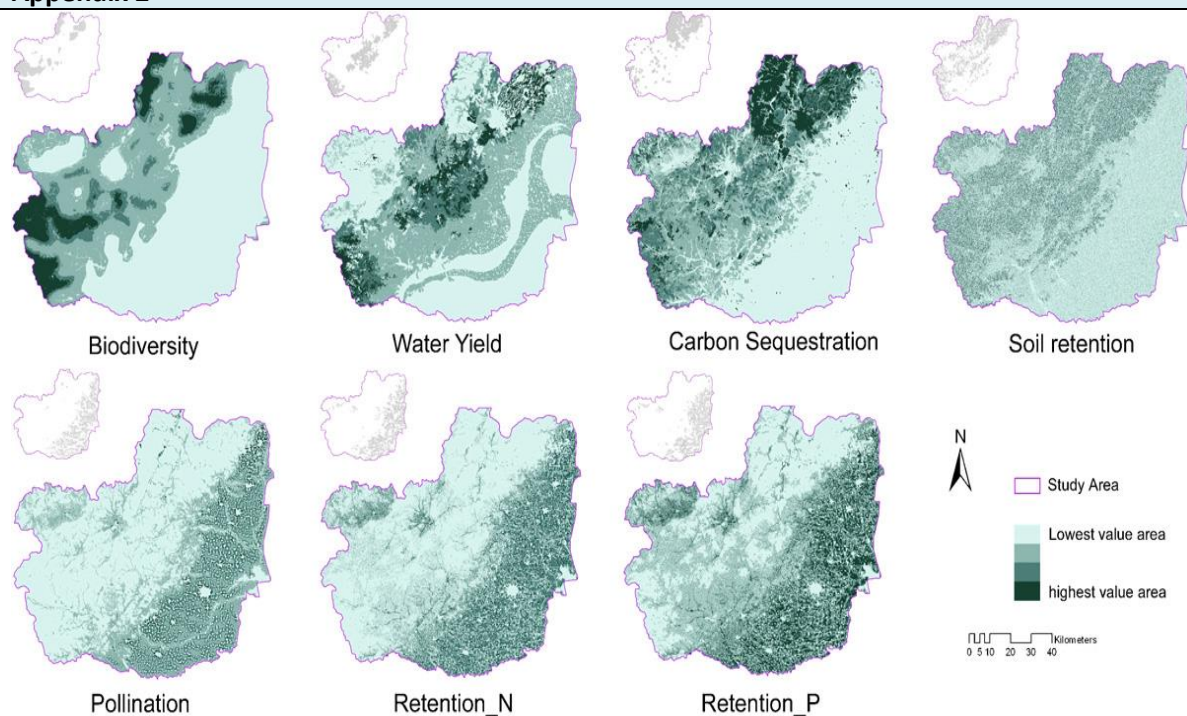 Biodiversity
Water Yield
Carbon Sequestration
Soil retention
N
Study Area
Lowest value area
highest value area
Kilometers
0 5 10 20 30 40
Pollination
Retention_N
Retention_P